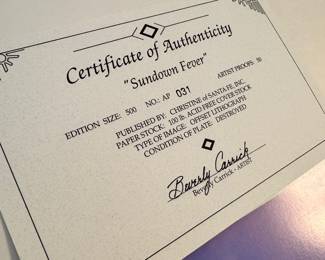 Certificate of Authenticity
"Sundown Fever"
EDITION SIZE: 500 NO.: AP 031 ARTIST PROOFS: 50
PUBLISHED BY: CHRISTINE of SANTA FE, INC.
PAPER STOCK: 100 lb. ACID FREE COVER STOCK
TYPE OF IMAGE: OFFSET LITHOGRAPH
CONDITION OF PLATE: DESTROYED
Beverly Carrick
Beverly Carrick - ARTIST